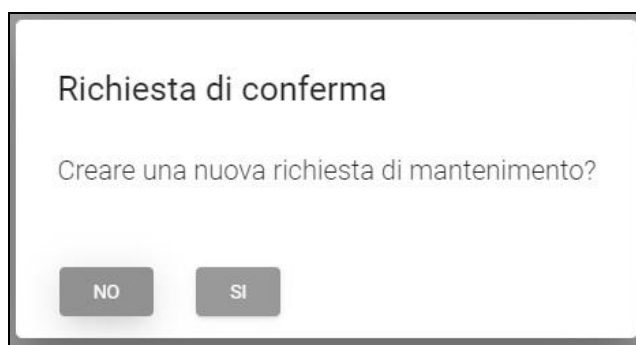 Richiesta di conferma
Creare una nuova richiesta di mantenimento?
NO SI